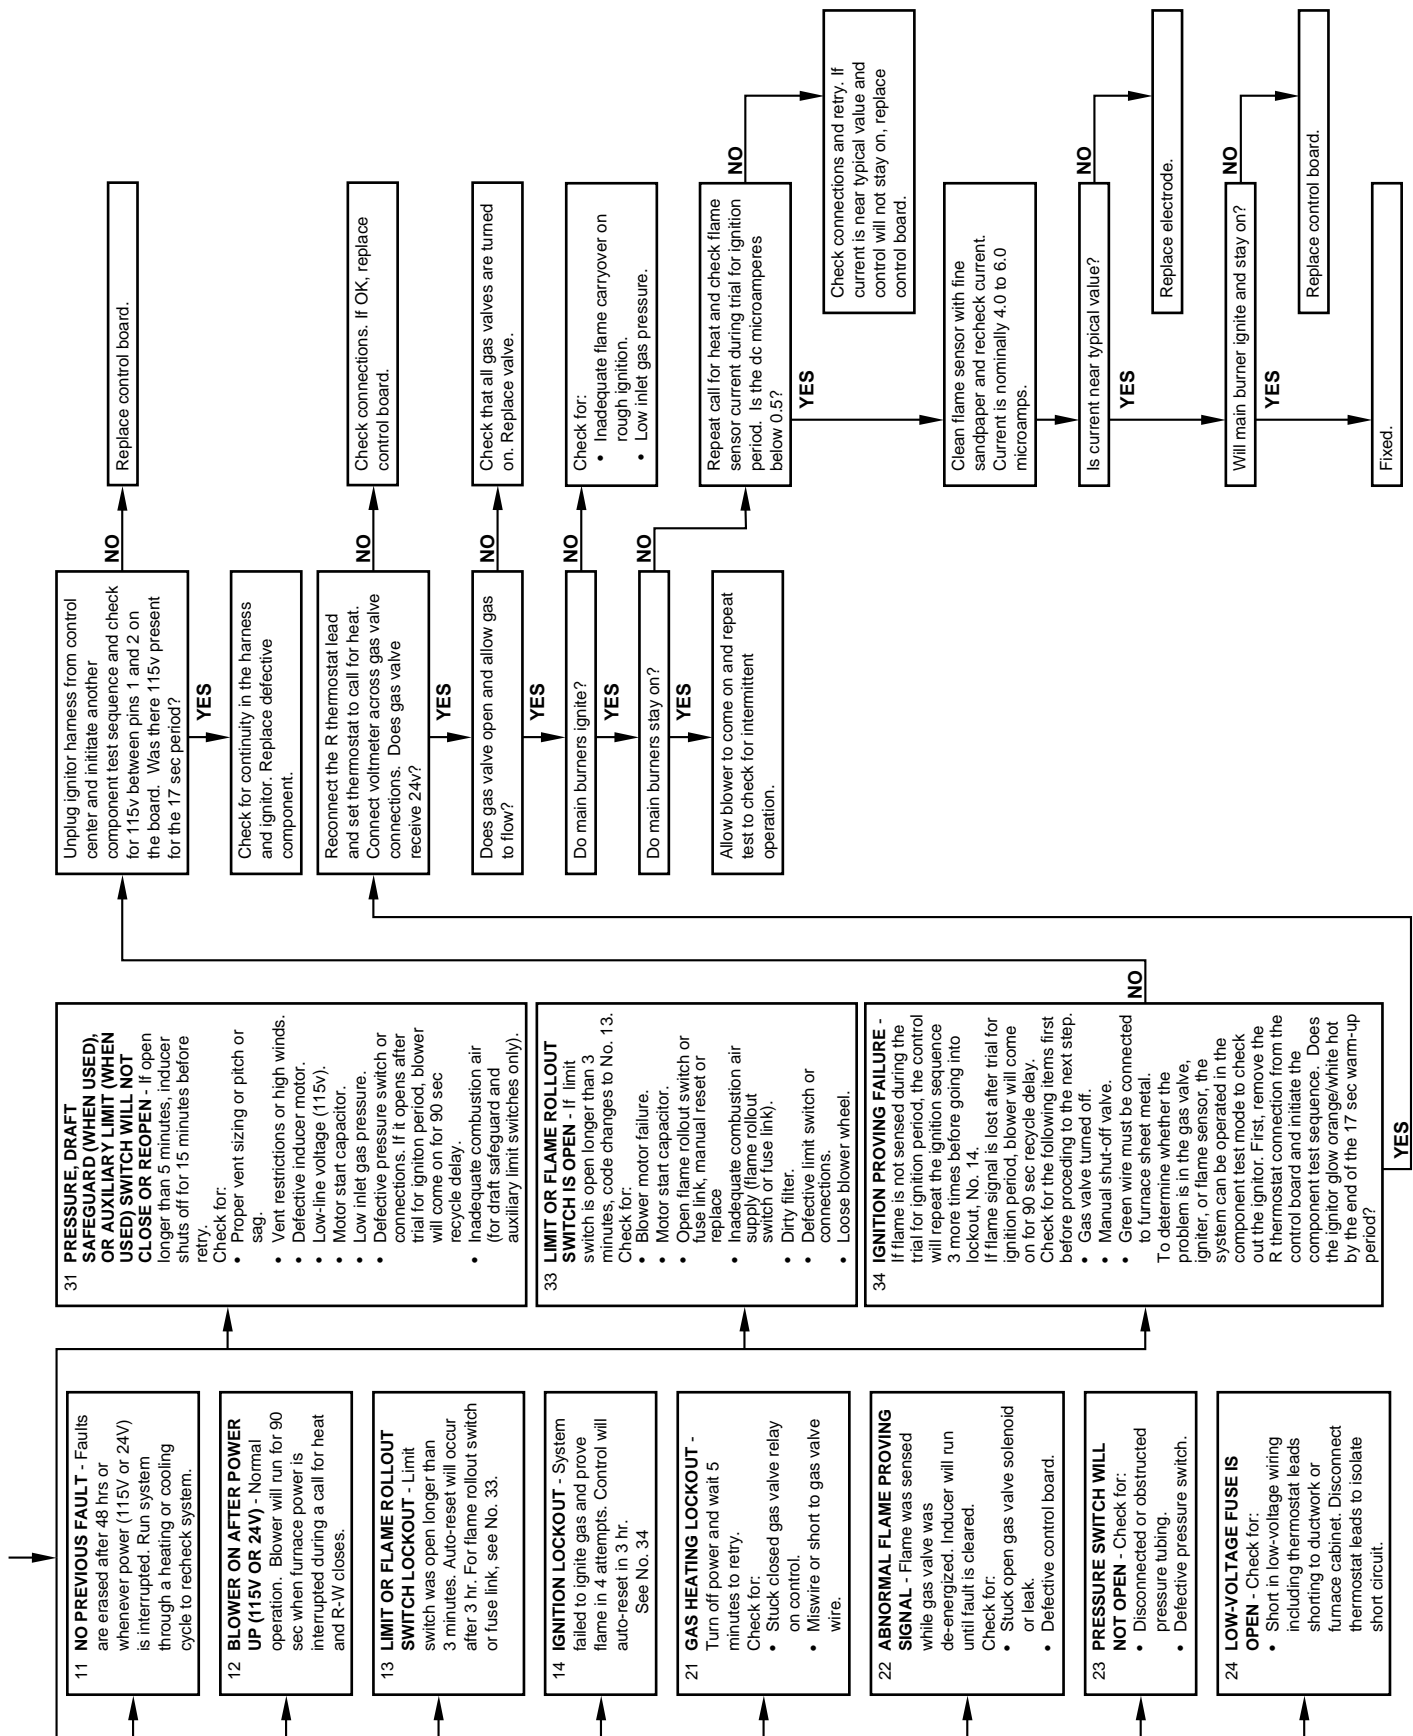 11 NO PREVIOUS FAULT - Faults
are erased after 48 hrs or
whenever power (115V or 24V)
is interrupted. Run system
through a heating or cooling
cycle to recheck system.
12 BLOWER ON AFTER POWER
UP (115V OR 24V) - Normal
operation. Blower will run for 90
sec when furnace power is
interrupted during a call for heat
and R-W closes.
13 LIMIT OR FLAME ROLLOUT
SWITCH LOCKOUT - Limit
switch was open longer than
3 minutes. Auto-reset will occur
after 3 hr. For flame rollout switch
or fuse link, see No. 33.
14 IGNITION LOCKOUT - System
failed to ignite gas and prove
flame in 4 attempts. Control will
auto-reset in 3 hr.
See No. 34
21 GAS HEATING LOCKOUT -
Turn off power and wait 5
minutes to retry.
Check for:
• Stuck closed gas valve relay
on control.
• Miswire or short to gas valve
wire.
22 ABNORMAL FLAME PROVING
SIGNAL - Flame was sensed
while gas valve was
de-energized. Inducer will run
until fault is cleared.
Check for:
• Stuck open gas valve solenoid
or leak.
• Defective control board.
23 PRESSURE SWITCH WILL
NOT OPEN - Check for:
• Disconnected or obstructed
pressure tubing.
• Defective pressure switch.
24 LOW-VOLTAGE FUSE IS
OPEN - Check for:
• Short in low-voltage wiring
including thermostat leads
shorting to ductwork or
furnace cabinet. Disconnect
thermostat leads to isolate
short circuit.
31 PRESSURE, DRAFT
SAFEGUARD (WHEN USED),
OR AUXILIARY LIMIT (WHEN
USED) SWITCH WILL NOT
CLOSE OR REOPEN - If open
longer than 5 minutes, inducer
shuts off for 15 minutes before
retry.
Check for:
• Proper vent sizing or pitch or
sag.
• Vent restrictions or high winds.
• Defective inducer motor.
• Low-line voltage (115v).
• Motor start capacitor.
• Low inlet gas pressure.
• Defective pressure switch or
connections. If it opens after
trial for ignition period, blower
will come on for 90 sec
recycle delay.
• Inadequate combustion air
(for draft safeguard and
auxiliary limit switches only).
33 LIMIT OR FLAME ROLLOUT
SWITCH IS OPEN - If limit
switch is open longer than 3
minutes, code changes to No. 13.
Check for:
• Blower motor failure.
• Motor start capacitor.
• Open flame rollout switch or
fuse link, manual reset or
replace
• Inadequate combustion air
supply (flame rollout
switch or fuse link).
• Dirty filter.
• Defective limit switch or
connections.
• Loose blower wheel.
34 IGNITION PROVING FAILURE -
If flame is not sensed during the
trial for ignition period, the control
will repeat the ignition sequence
3 more times before going into
lockout, No. 14.
If flame signal is lost after trial for
ignition period, blower will come
on for 90 sec recycle delay.
Check for the following items first
before proceeding to the next step.
• Gas valve turned off.
• Manual shut-off valve.
• Green wire must be connected
to furnace sheet metal.
To determine whether the
problem is in the gas valve,
igniter, or flame sensor, the
system can be operated in the
component test mode to check
out the ignitor. First, remove the
R thermostat connection from the
control board and initiate the
component test sequence. Does
the ignitor glow orange/white hot
by the end of the 17 sec warm-up
period?
NO
YES
Unplug ignitor harness from control
center and inititate another
component test sequence and check
for 115v between pins 1 and 2 on
the board. Was there 115v present
for the 17 sec period?
NO
Replace control board.
YES
Check for continuity in the harness
and ignitor. Replace defective
component.
Reconnect the R thermostat lead
and set thermostat to call for heat.
Connect voltmeter across gas valve
connections. Does gas valve
receive 24v?
NO
Check connections. If OK, replace
control board.
YES
Does gas valve open and allow gas
to flow?
NO
Check that all gas valves are turned
on. Replace valve.
YES
Do main burners ignite?
NO
Check for:
• Inadequate flame carryover on
rough ignition.
• Low inlet gas pressure.
YES
Do main burners stay on?
NO
YES
Allow blower to come on and repeat
test to check for intermittent
operation.
Repeat call for heat and check flame
sensor current during trial for ignition
period. Is the dc microamperes
below 0.5?
NO
Check connections and retry. If
current is near typical value and
control will not stay on, replace
control board.
YES
Clean flame sensor with fine
sandpaper and recheck current.
Current is nominally 4.0 to 6.0
microamps.
Is current near typical value?
NO
Replace electrode.
YES
Will main burner ignite and stay on?
NO
Replace control board.
YES
Fixed.